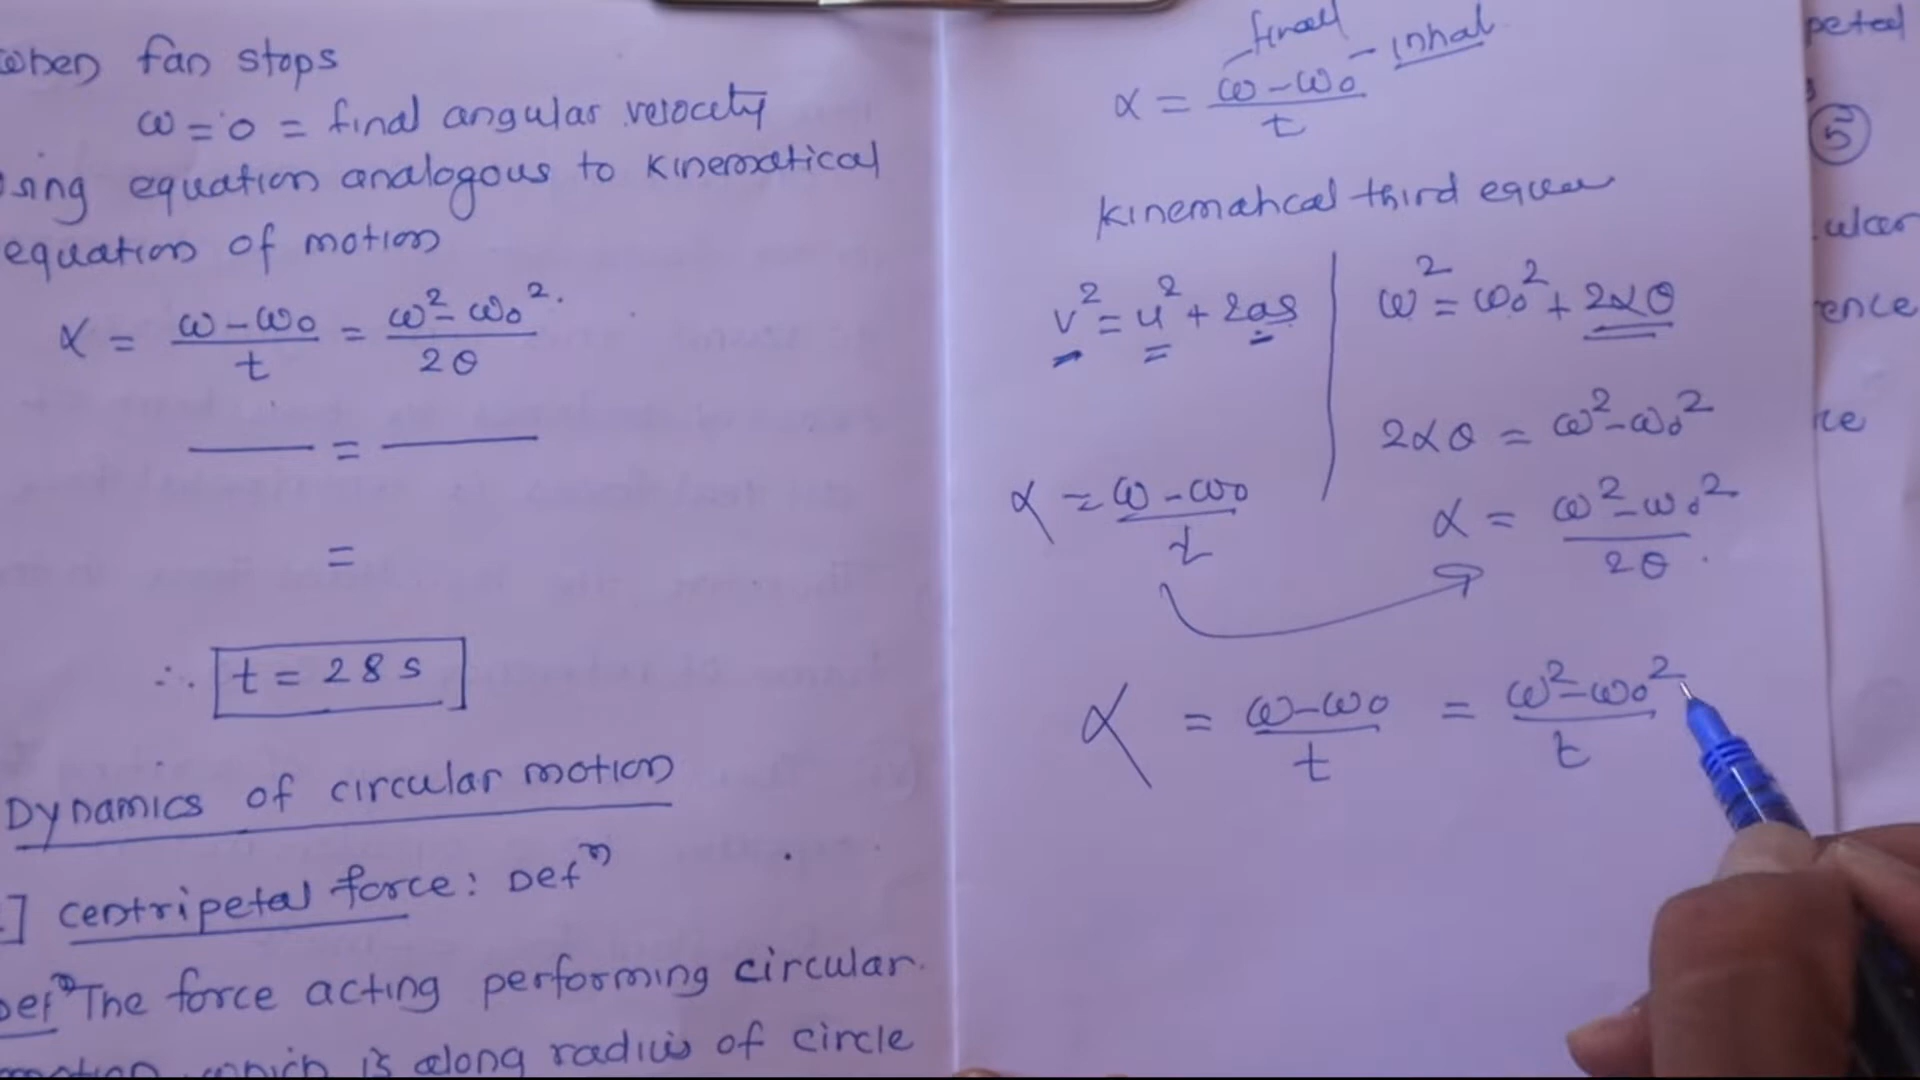 when fan stops
ω = 0 = final angular velocity
using equation analogous to kinematical
equation of motion
α = ω - ω₀ / t = ω² - ω₀² / 2θ
=
=
∴ t = 28 s
Dynamics of circular motion
] centripetal force: Defⁿ
Defⁿ The force acting performing circular
motion which is along radius of circle
final
- inital
α = ω - ω₀ / t
Kinematical third
v² = u² + 2as
ω² = ω₀² + 2αθ
2αθ = ω² - ω₀²
α = ω - ω₀ / t
α = ω² - ω₀² / 2θ
α = ω - ω₀ / t = ω² - ω₀² / t
petal
5
ular
ence
ce